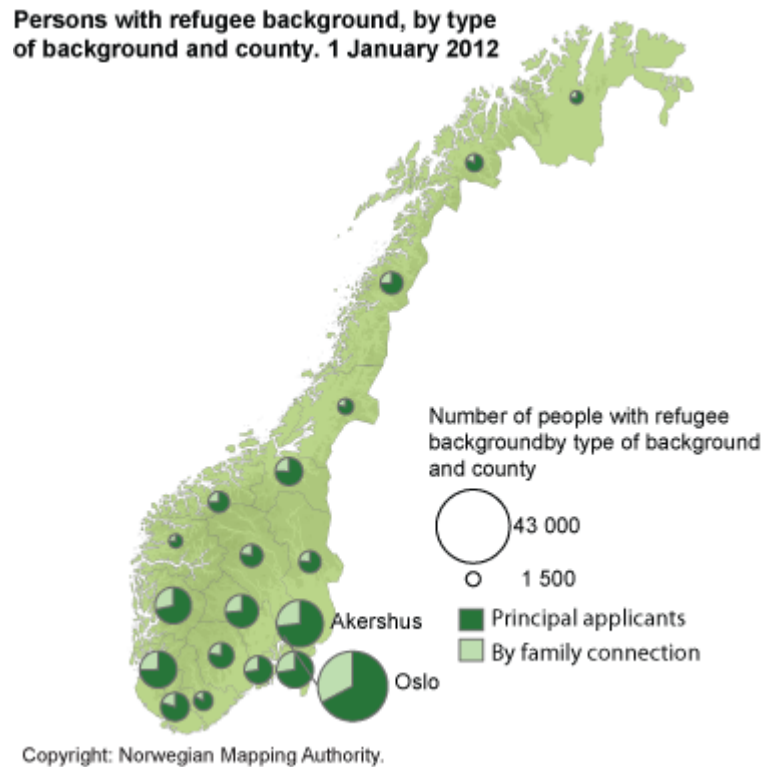 Persons with refugee background, by type
of background and county. 1 January 2012
Number of people with refugee
backgroundby type of background
and county
43 000
1 500
Principal applicants
By family connection
Akershus
Oslo
Copyright: Norwegian Mapping Authority.